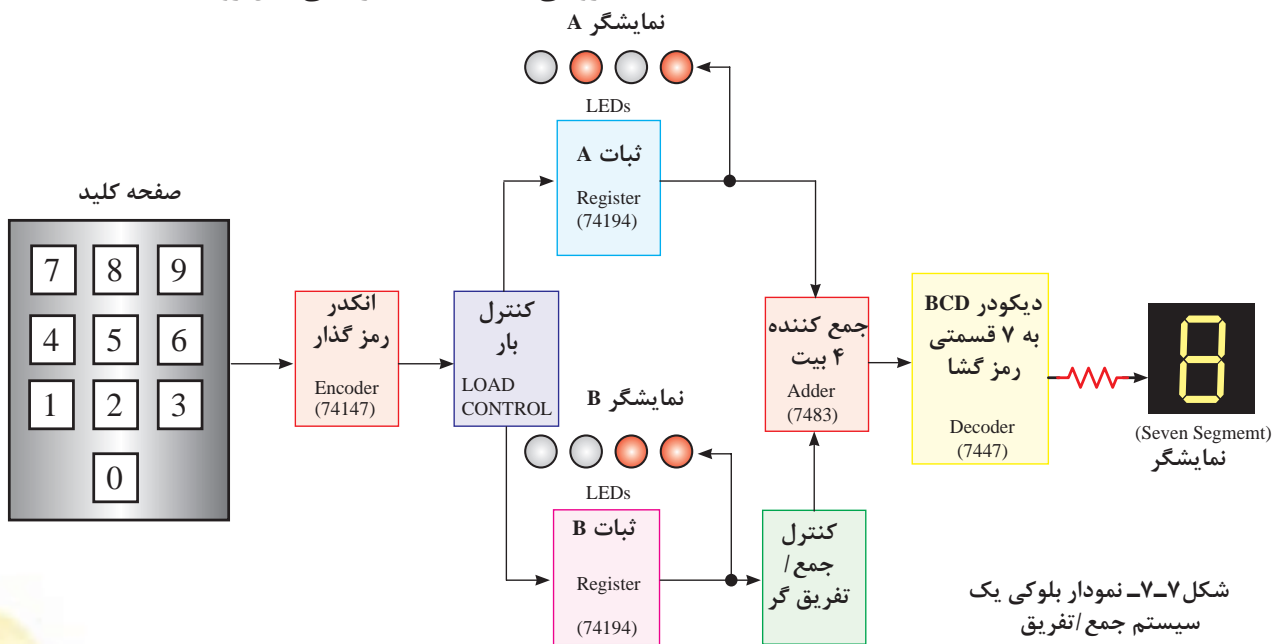 نمایشگر A
LEDs
ثبات A
Register
(74194)
صفحه کلید
7 8 9
4 5 6
1 2 3
0
انکدر
رمز گذار
Encoder
(74147)
کنترل
بار
LOAD
CONTROL
نمایشگر B
LEDs
ثبات B
Register
(74194)
جمع کننده
۴ بیت
Adder
(7483)
کنترل
جمع/
تفریق گر
دیکودر BCD
به ۷ قسمتی
رمز گشا
Decoder
(7447)
(Seven Segmemt)
نمایشگر
شکل ۷ـ۷ـ نمودار بلوکی یک
سیستم جمع/تفریق